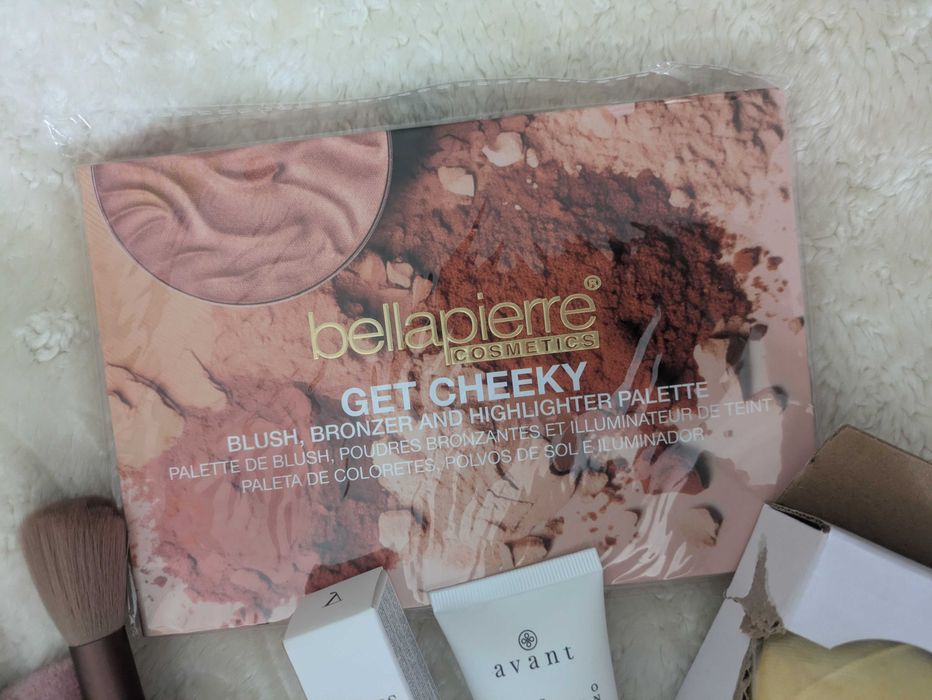 bellapierre®
COSMETICS
GET CHEEKY
BLUSH, BRONZER AND HIGHLIGHTER PALETTE
PALETTE DE BLUSH, POUDRES BRONZANTES ET ILLUMINATEUR DE TEINT
PALETA DE COLORETES, POLVOS DE SOL E ILUMINADOR
avant